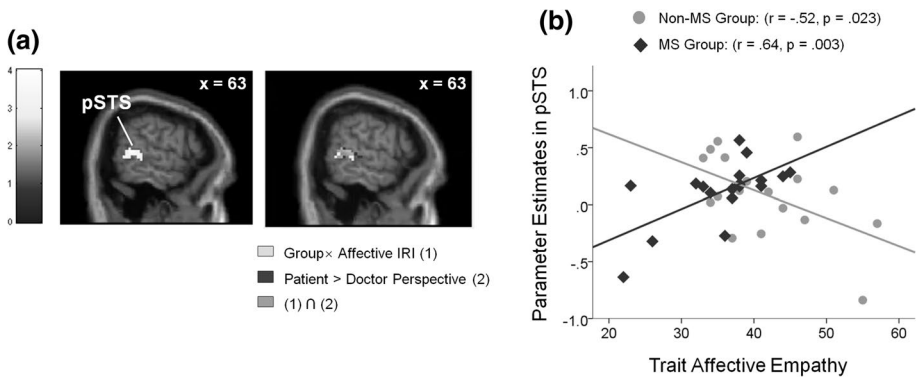 (a)
4
3
2
1
0
pSTS
x = 63
x = 63
Group× Affective IRI (1)
Patient > Doctor Perspective (2)
(1) ∩ (2)
(b)
Non-MS Group: (r = -.52, p = .023)
MS Group: (r = .64, p = .003)
Parameter Estimates in pSTS
1.0
.5
.0
-.5
-1.0
20 30 40 50 60
Trait Affective Empathy